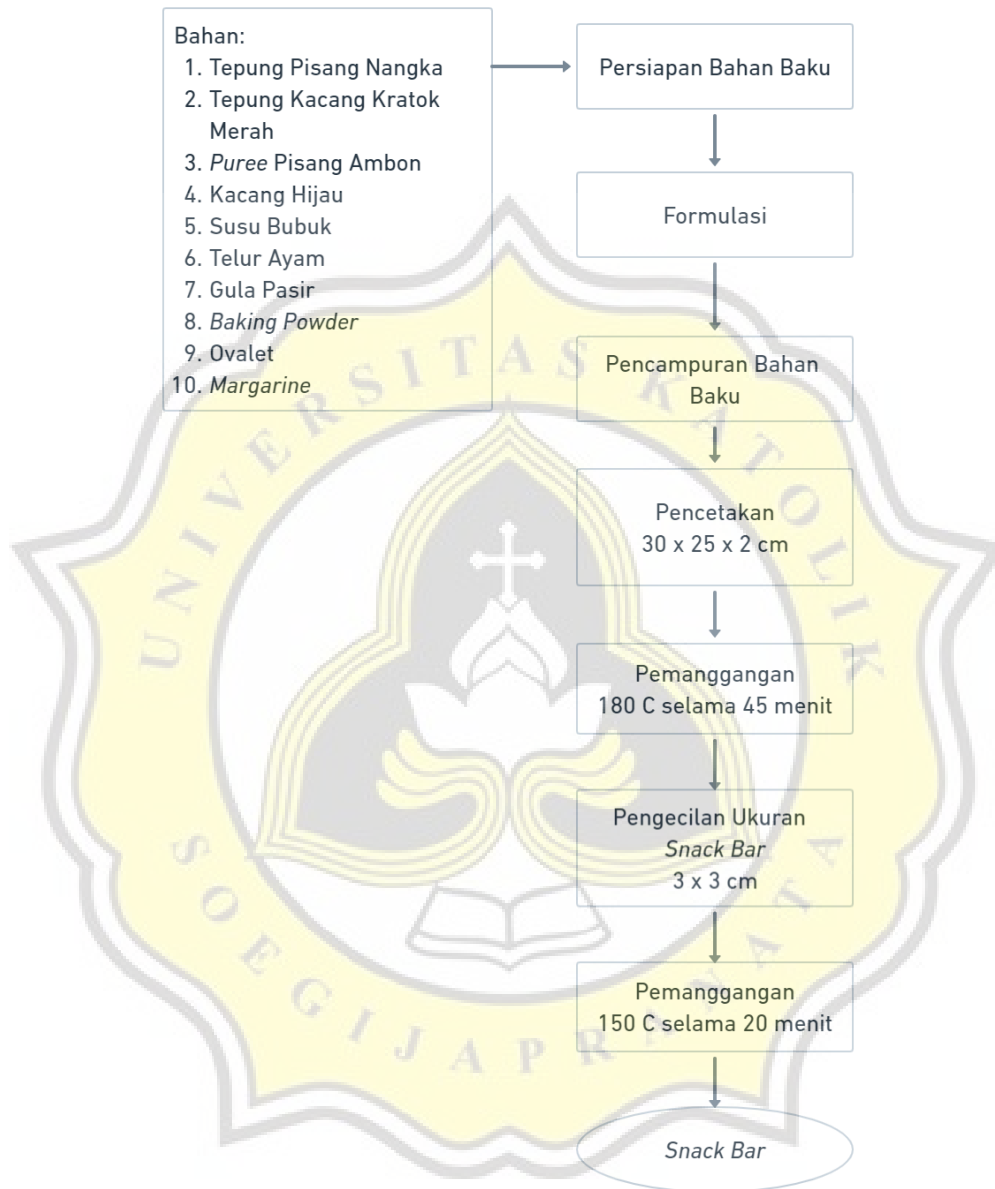 Bahan:
1. Tepung Pisang Nangka
2. Tepung Kacang Kratok
Merah
3. Puree Pisang Ambon
4. Kacang Hijau
5. Susu Bubuk
6. Telur Ayam
7. Gula Pasir
8. Baking Powder
9. Ovalet
10. Margarine
Persiapan Bahan Baku
Formulasi
Pencampuran Bahan
Baku
Pencetakan
30 x 25 x 2 cm
Pemanggangan
180 C selama 45 menit
Pengecilan Ukuran
Snack Bar
3 x 3 cm
Pemanggangan
150 C selama 20 menit
Snack Bar
UNIVERSITAS KATOLIK
SOEGIJAPRANATA